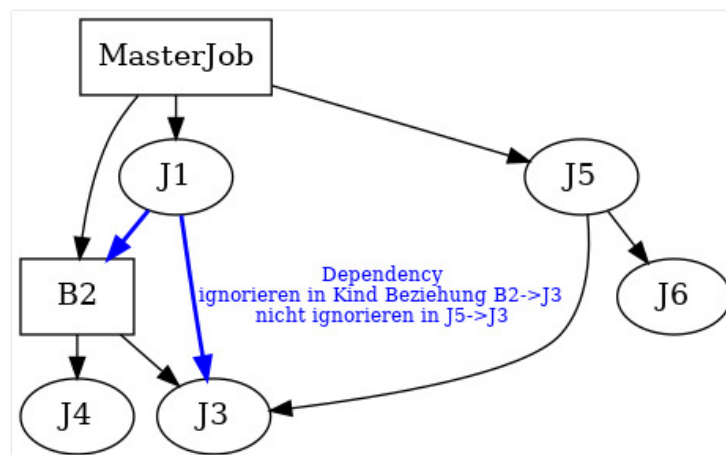 MasterJob
J1
J5
Dependency
ignorieren in Kind Beziehung B2->J3
nicht ignorieren in J5->J3
B2
J6
J4
J3